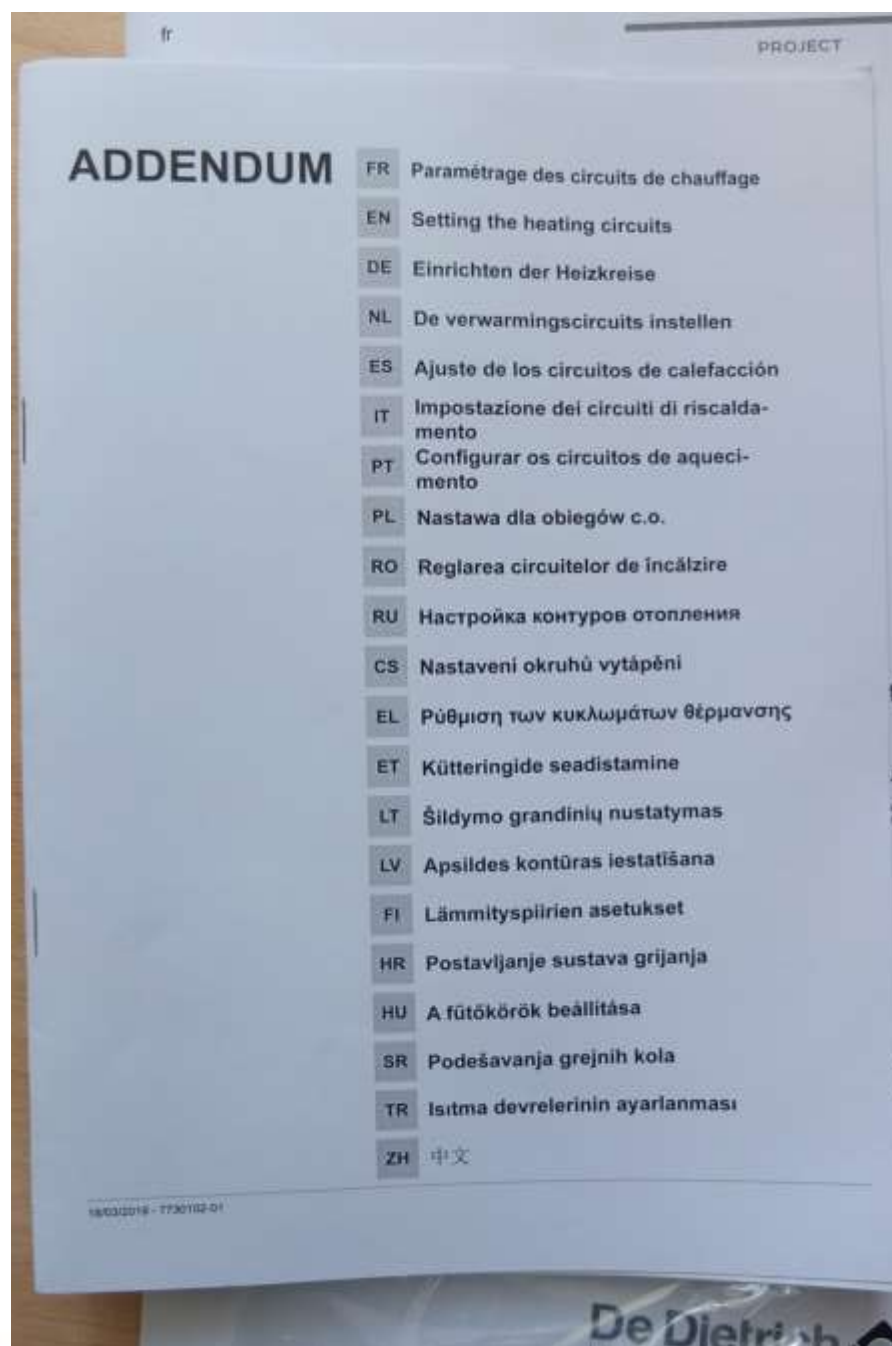 fr
PROJECT
ADDENDUM
FR Paramétrage des circuits de chauffage
EN Setting the heating circuits
DE Einrichten der Heizkreise
NL De verwarmingscircuits instellen
ES Ajuste de los circuitos de calefacción
IT Impostazione dei circuiti di riscalda-
mento
PT Configurar os circuitos de aqueci-
mento
PL Nastawa dla obiegów c.o.
RO Reglarea circuitelor de încălzire
RU Настройка контуров отопления
CS Nastavení okruhů vytápění
EL Ρύθμιση των κυκλωμάτων θέρμανσης
ET Kütteringide seadistamine
LT Šildymo grandinių nustatymas
LV Apsildes kontūras iestatīšana
FI Lämmityspiirien asetukset
HR Postavljanje sustava grijanja
HU A fűtőkörök beállítása
SR Podešavanja grejnih kola
TR Isıtma devrelerinin ayarlanması
ZH 中文
7730102-01
De Dietrich